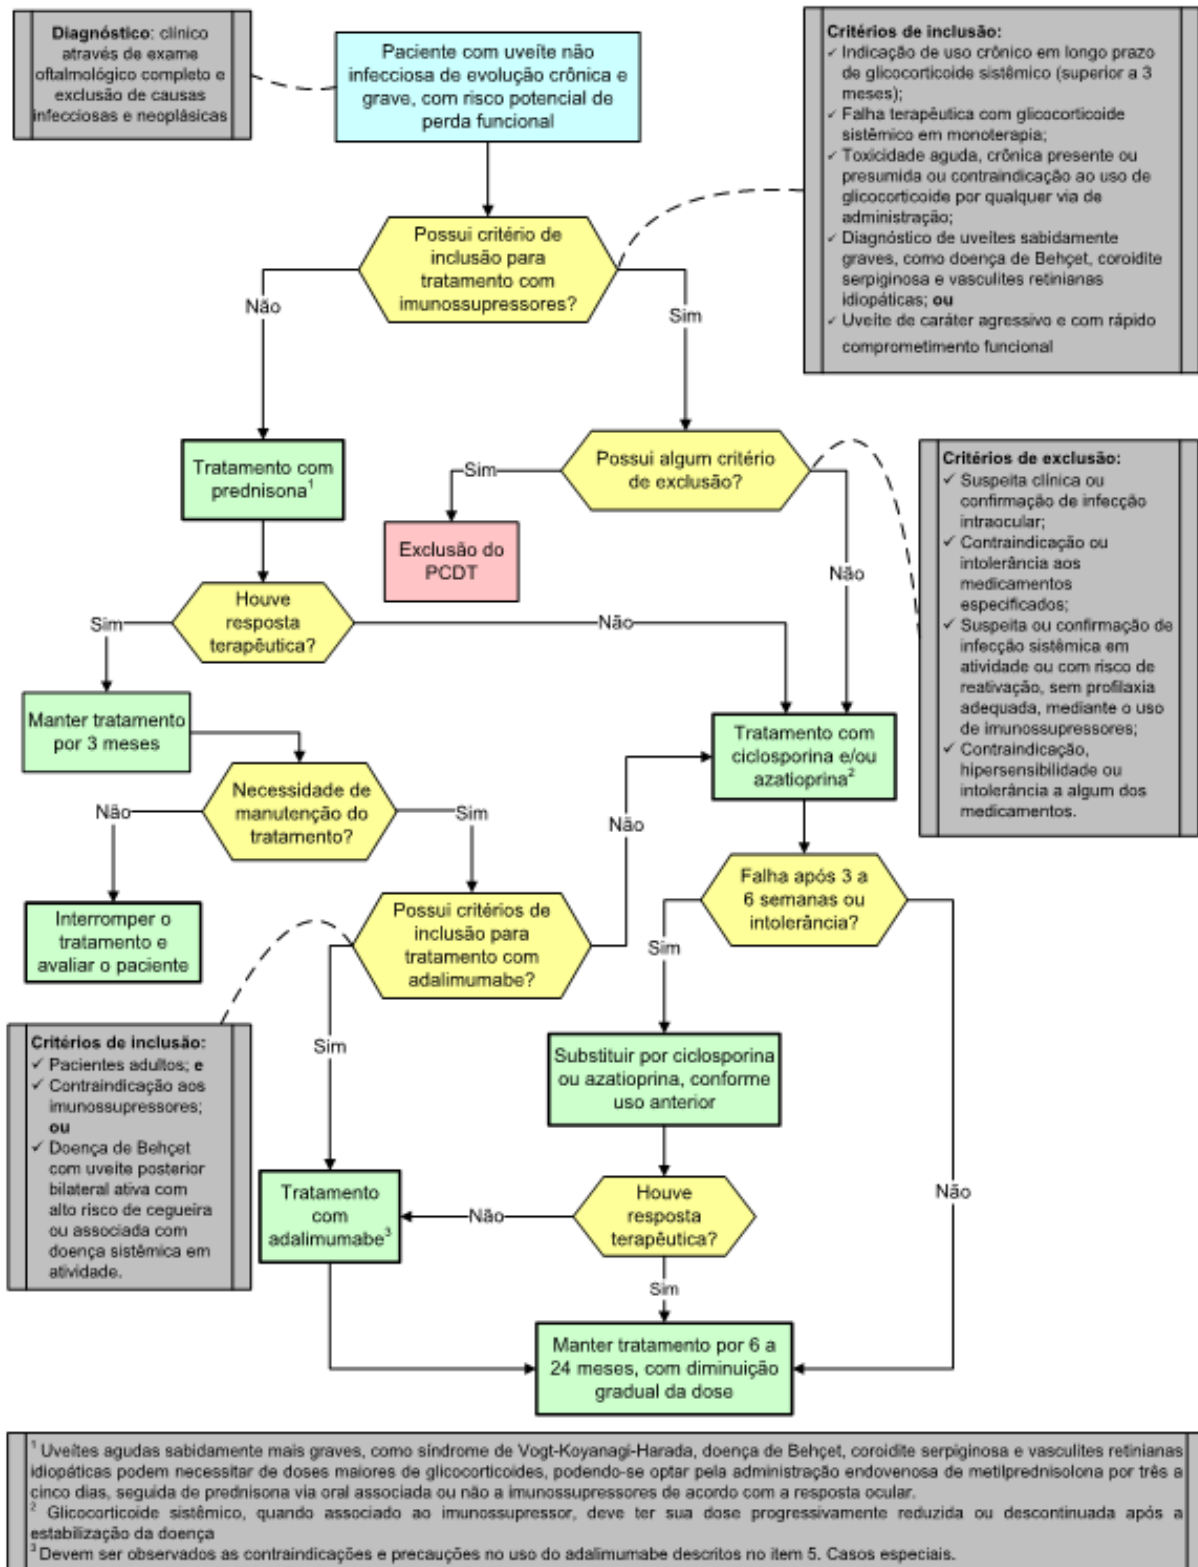 Diagnóstico: clínico
através de exame
oftalmológico completo e
exclusão de causas
infecciosas e neoplásicas
Paciente com uveíte não
infecciosa de evolução crônica e
grave, com risco potencial de
perda funcional
Critérios de inclusão:
✓ Indicação de uso crônico em longo prazo
de glicocorticoide sistêmico (superior a 3
meses);
✓ Falha terapêutica com glicocorticoide
sistêmico em monoterapia;
✓ Toxicidade aguda, crônica presente ou
presumida ou contraindicação ao uso de
glicocorticoide por qualquer via de
administração;
✓ Diagnóstico de uveítes sabidamente
graves, como doença de Behçet, coroidite
serpiginosa e vasculites retinianas
idiopáticas; ou
✓ Uveíte de caráter agressivo e com rápido
comprometimento funcional
Possui critério de
inclusão para
tratamento com
imunossupressores?
Não
Sim
Tratamento com
prednisona¹
Possui algum critério
de exclusão?
Sim
Não
Exclusão do
PCDT
Critérios de exclusão:
✓ Suspeita clínica ou
confirmação de infecção
intraocular;
✓ Contraindicação ou
intolerância aos
medicamentos
especificados;
✓ Suspeita ou confirmação de
infecção sistêmica em
atividade ou com risco de
reativação, sem profilaxia
adequada, mediante o uso
de imunossupressores;
✓ Contraindicação,
hipersensibilidade ou
intolerância a algum dos
medicamentos.
Houve
resposta
terapêutica?
Sim
Não
Manter tratamento
por 3 meses
Tratamento com
ciclosporina e/ou
azatioprina²
Necessidade de
manutenção do
tratamento?
Não
Sim
Não
Interromper o
tratamento e
avaliar o paciente
Possui critérios de
inclusão para
tratamento com
adalimumabe?
Falha após 3 a
6 semanas ou
intolerância?
Sim
Sim
Não
Critérios de inclusão:
✓ Pacientes adultos; e
✓ Contraindicação aos
imunossupressores;
ou
✓ Doença de Behçet
com uveíte posterior
bilateral ativa com
alto risco de cegueira
ou associada com
doença sistêmica em
atividade.
Substituir por ciclosporina
ou azatioprina, conforme
uso anterior
Tratamento
com
adalimumabe³
Não
Houve
resposta
terapêutica?
Sim
Manter tratamento por 6 a
24 meses, com diminuição
gradual da dose
¹ Uveítes agudas sabidamente mais graves, como síndrome de Vogt-Koyanagi-Harada, doença de Behçet, coroidite serpiginosa e vasculites retinianas
idiopáticas podem necessitar de doses maiores de glicocorticoides, podendo-se optar pela administração endovenosa de metilprednisolona por três a
cinco dias, seguida de prednisona via oral associada ou não a imunossupressores de acordo com a resposta ocular.
² Glicocorticoide sistêmico, quando associado ao imunossupressor, deve ter sua dose progressivamente reduzida ou descontinuada após a
estabilização da doença
³ Devem ser observados as contraindicações e precauções no uso do adalimumabe descritos no item 5. Casos especiais.